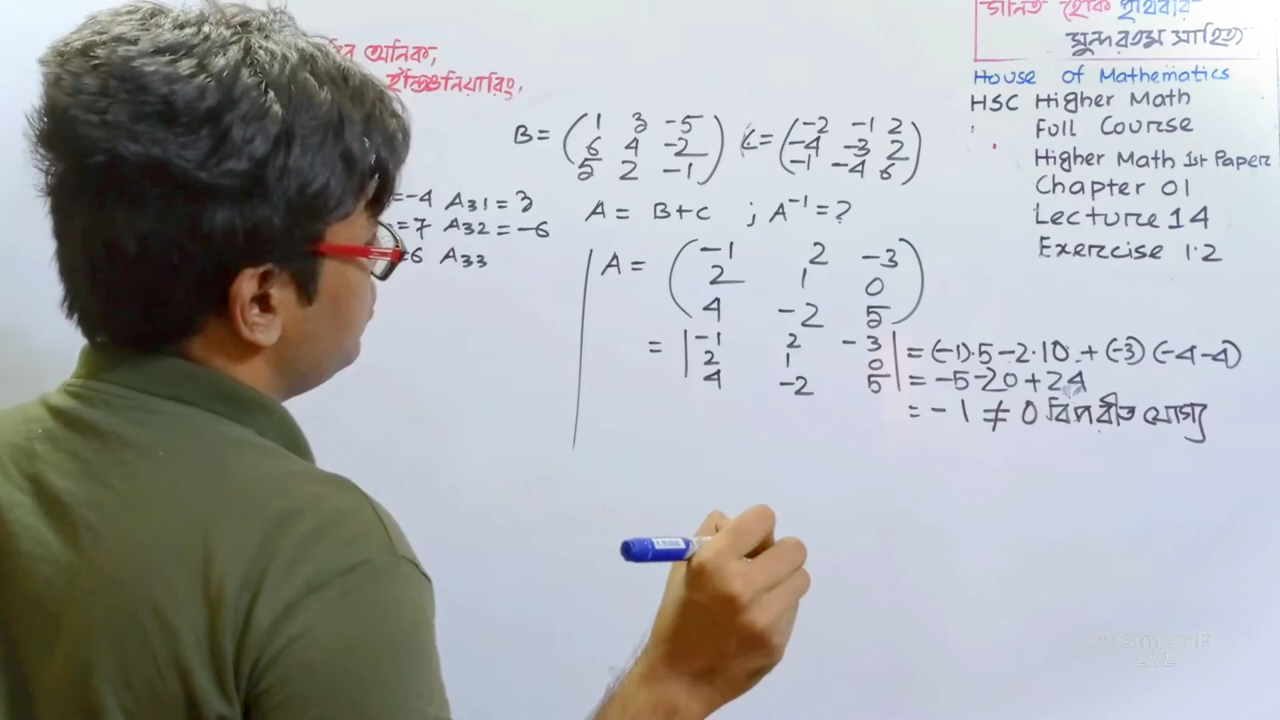 অনিক,
ইঞ্জিনিয়ারিং,
গনিত হোক পৃথিবীর
সুন্দরতম সাহিত্য
House of Mathematics
HSC Higher Math
Full Course
Higher Math 1st Paper
Chapter 01
Lecture 14
Exercise 1.2
B = ( 1 3 -5
6 4 -2
5 2 -1 )
C = ( -2 -1 2
-4 -3 2
-1 -4 6 )
=-4 A31 = 3
=7 A32 = -6
6 A33
A = B+C ; A⁻¹ = ?
A = ( -1 2 -3
2 1 0
4 -2 5 )
= | -1 2 -3
2 1 0
4 -2 5 |
= (-1)·5-2·10 + (-3) (-4-4)
= -5-20+24
= -1 ≠ 0 বিপরীত যোগ্য